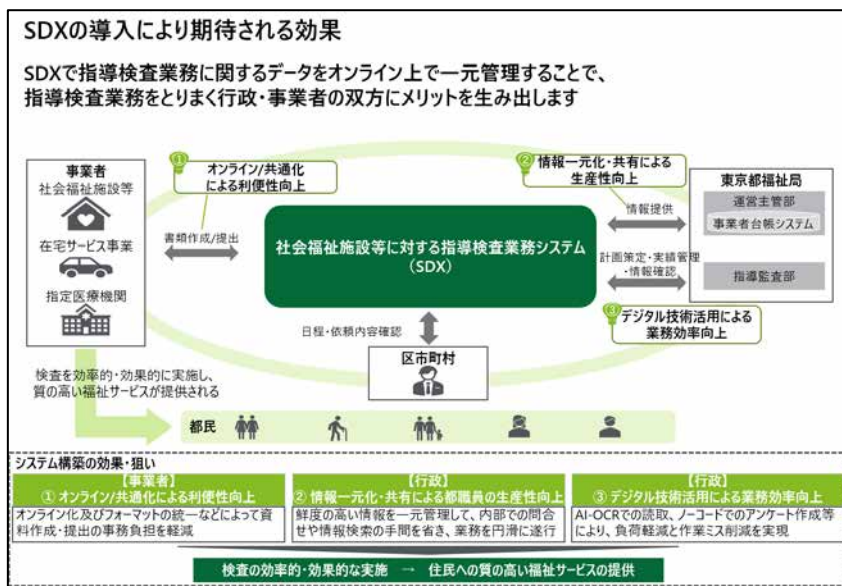 SDXの導入により期待される効果
SDXで指導検査業務に関するデータをオンライン上で一元管理することで、
指導検査業務をとりまく行政・事業者の双方にメリットを生み出します
事業者
社会福祉施設等
在宅サービス事業
指定医療機関
①
オンライン/共通化
による利便性向上
書類作成/提出
社会福祉施設等に対する指導検査業務システム
(SDX)
②
情報一元化・共有による
生産性向上
情報提供
計画策定・実績管理
・情報確認
東京都福祉局
運営主管部
事業者台帳システム
指導監査部
③
デジタル技術活用による
業務効率向上
日程・依頼内容確認
区市町村
検査を効率的・効果的に実施し、
質の高い福祉サービスが提供される
都民
システム構築の効果・狙い
【事業者】
① オンライン/共通化による利便性向上
オンライン化及びフォーマットの統一などによって資
料作成・提出の事務負担を軽減
【行政】
② 情報一元化・共有による都職員の生産性向上
鮮度の高い情報を一元管理して、内部での問合
せや情報検索の手間を省き、業務を円滑に遂行
【行政】
③ デジタル技術活用による業務効率向上
AI-OCRでの読取、ノーコードでのアンケート作成等
により、負荷軽減と作業ミス削減を実現
検査の効率的・効果的な実施 → 住民への質の高い福祉サービスの提供